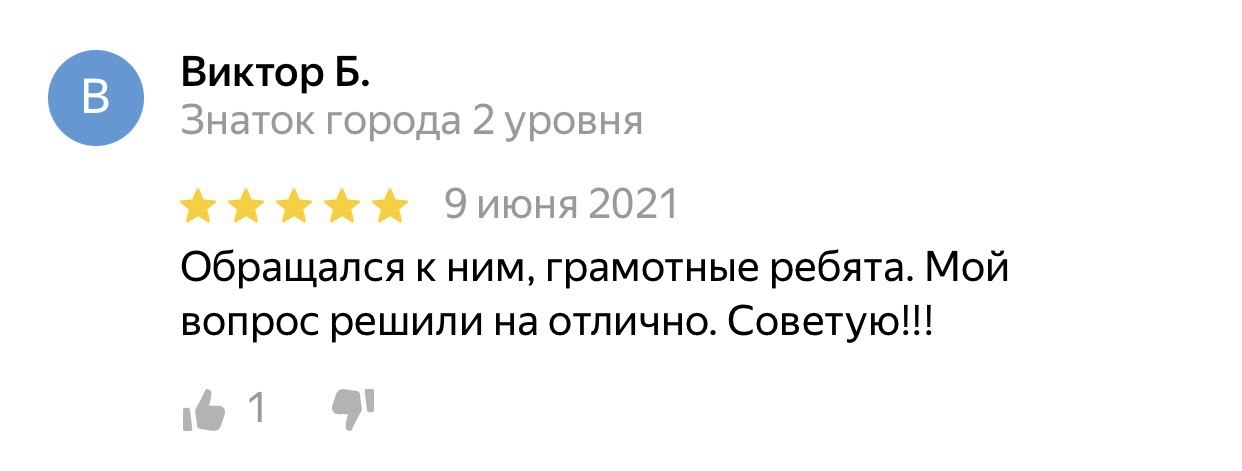 В
Виктор Б.
Знаток города 2 уровня
9 июня 2021
Обращался к ним, грамотные ребята. Мой
вопрос решили на отлично. Советую!!!
1